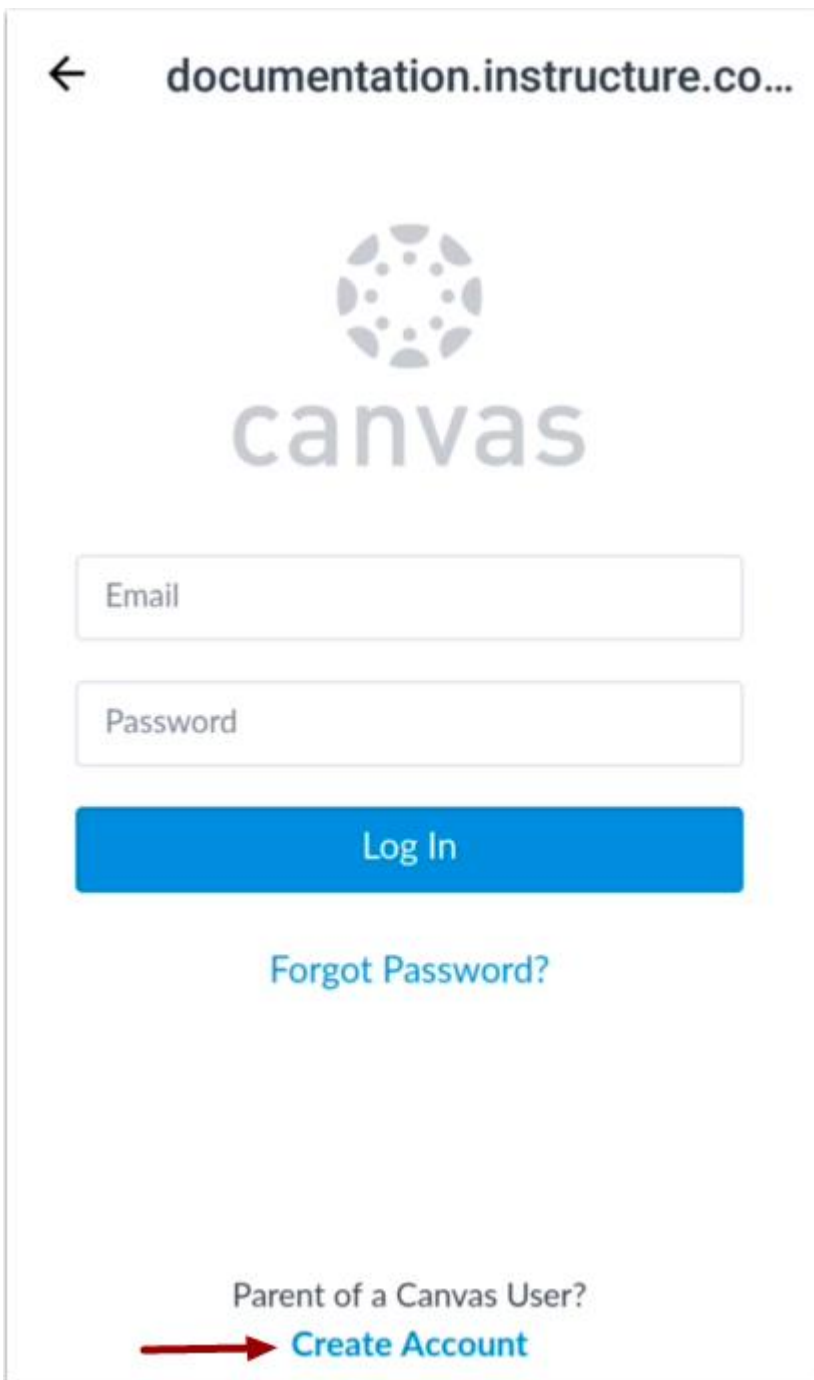 documentation.instructure.co...
canvas
Email
Password
Log In
Forgot Password?
Parent of a Canvas User?
Create Account